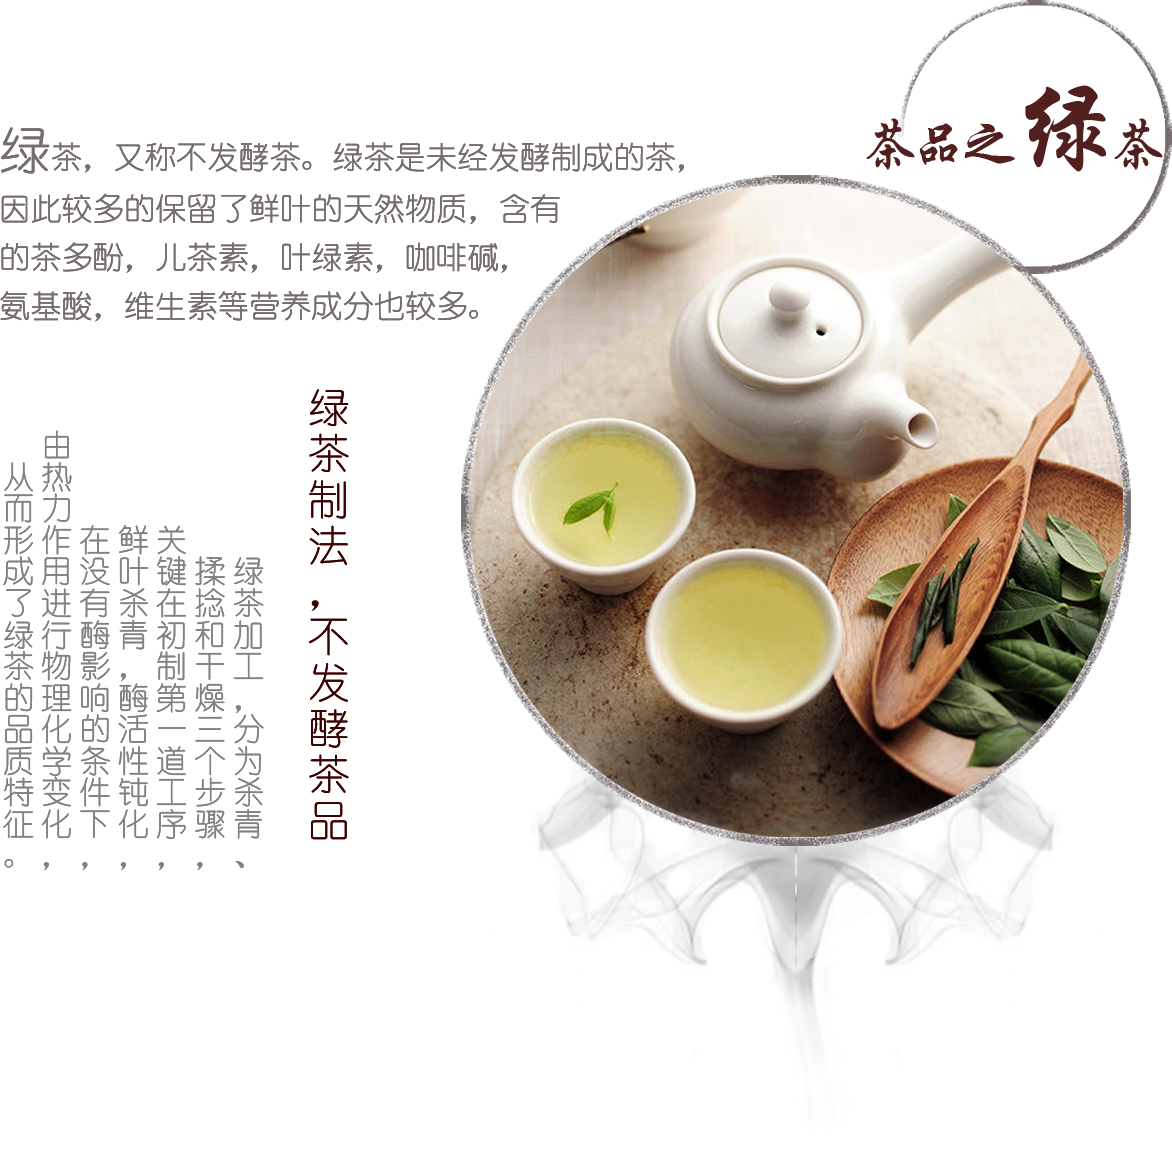 茶品之绿茶
绿茶，又称不发酵茶。绿茶是未经发酵制成的茶，
因此较多的保留了鲜叶的天然物质，含有
的茶多酚，儿茶素，叶绿素，咖啡碱，
氨基酸，维生素等营养成分也较多。
绿茶制法，不发酵茶品
绿茶加工，分为杀青、
揉捻和干燥三个步骤，
关键在初制第一道工序，
鲜叶杀青，酶活性钝化，
在没有酶影响的条件下，
由热力作用进行物理化学变化，
从而形成了绿茶的品质特征。